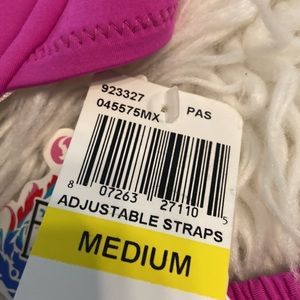 923327
045575MX PAS
8 07263 27110 5
ADJUSTABLE STRAPS
MEDIUM